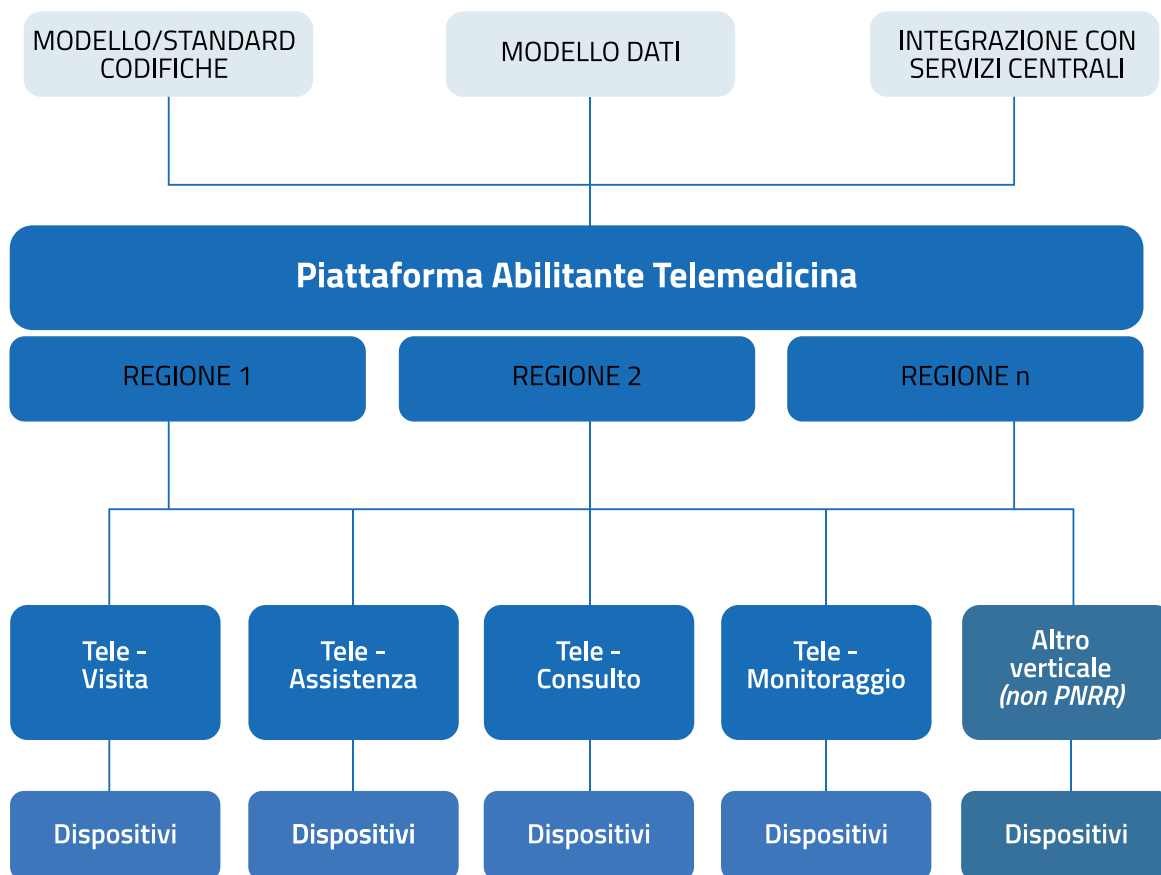 MODELLO/STANDARD
CODIFICHE
MODELLO DATI
INTEGRAZIONE CON
SERVIZI CENTRALI
Piattaforma Abilitante Telemedicina
REGIONE 1
REGIONE 2
REGIONE n
Tele -
Visita
Tele -
Assistenza
Tele -
Consulto
Tele -
Monitoraggio
Altro
verticale
(non PNRR)
Dispositivi
Dispositivi
Dispositivi
Dispositivi
Dispositivi